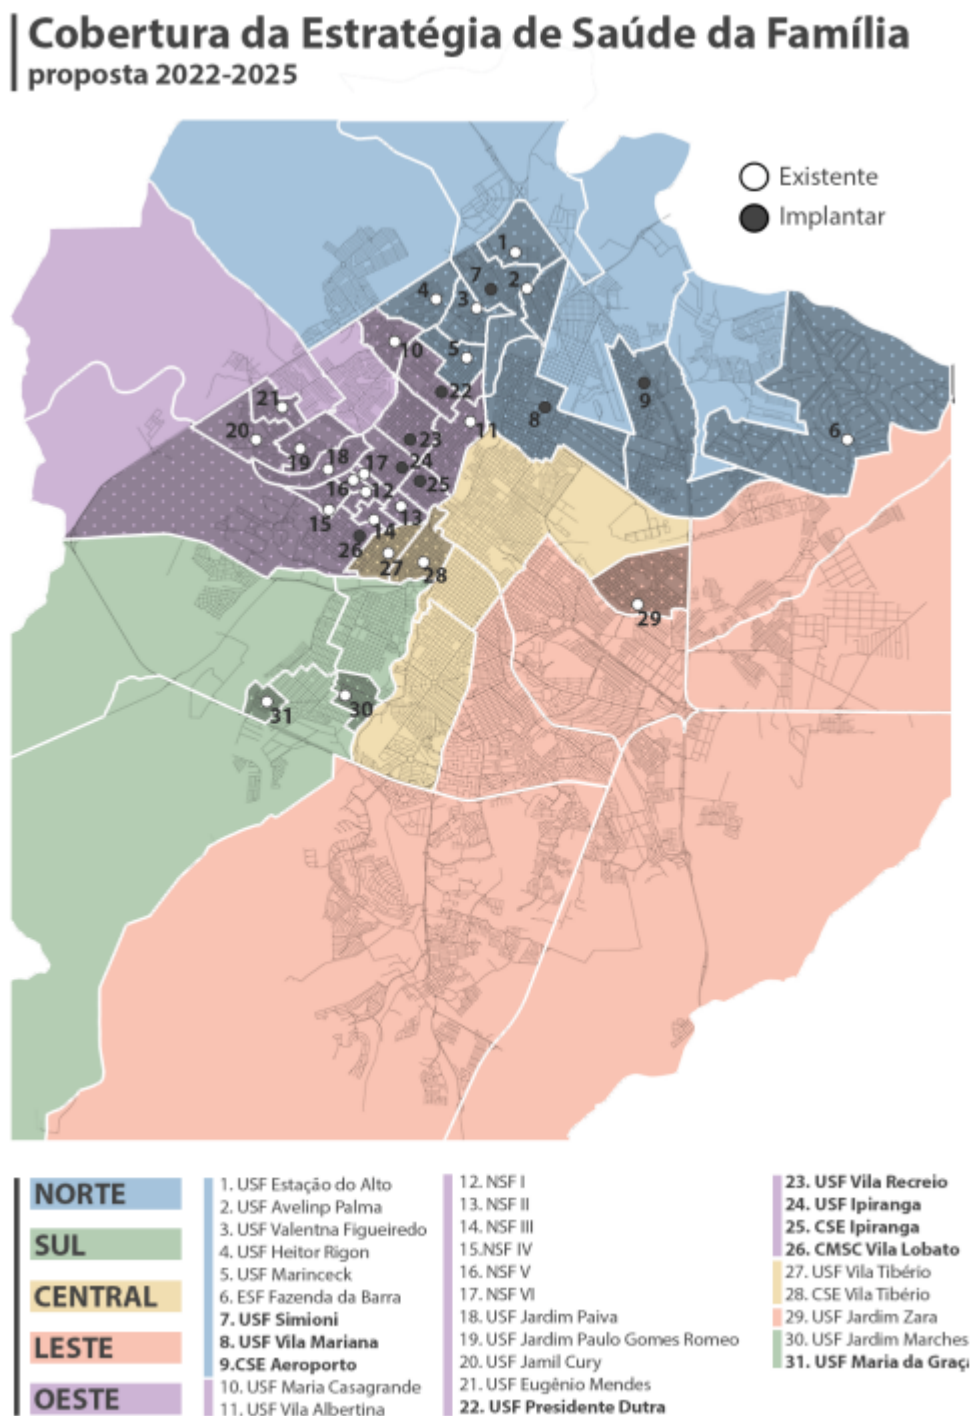 Cobertura da Estratégia de Saúde da Família
proposta 2022-2025
Existente
Implantar
1
7
2
4
3
5
10
22
21
11
8
9
6
20
23
19
18
17
24
16
12
25
15
13
14
26
27
28
29
31
30
NORTE
SUL
CENTRAL
LESTE
OESTE
1. USF Estação do Alto
2. USF Avelinp Palma
3. USF Valentna Figueiredo
4. USF Heitor Rigon
5. USF Marinceck
6. ESF Fazenda da Barra
7. USF Simioni
8. USF Vila Mariana
9.CSE Aeroporto
10. USF Maria Casagrande
11. USF Vila Albertina
12. NSF I
13. NSF II
14. NSF III
15.NSF IV
16. NSF V
17. NSF VI
18. USF Jardim Paiva
19. USF Jardim Paulo Gomes Romeo
20. USF Jamil Cury
21. USF Eugênio Mendes
22. USF Presidente Dutra
23. USF Vila Recreio
24. USF Ipiranga
25. CSE Ipiranga
26. CMSC Vila Lobato
27. USF Vila Tibério
28. CSE Vila Tibério
29. USF Jardim Zara
30. USF Jardim Marches
31. USF Maria da Graç